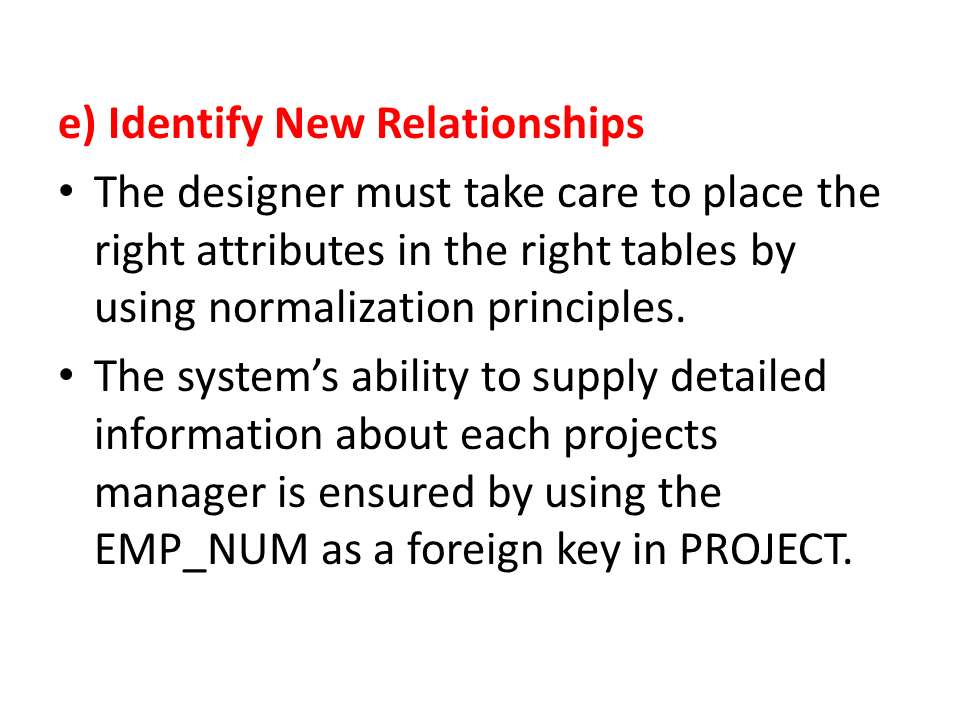 e) Identify New Relationships
• The designer must take care to place the
right attributes in the right tables by
using normalization principles.
• The system’s ability to supply detailed
information about each projects
manager is ensured by using the
EMP_NUM as a foreign key in PROJECT.